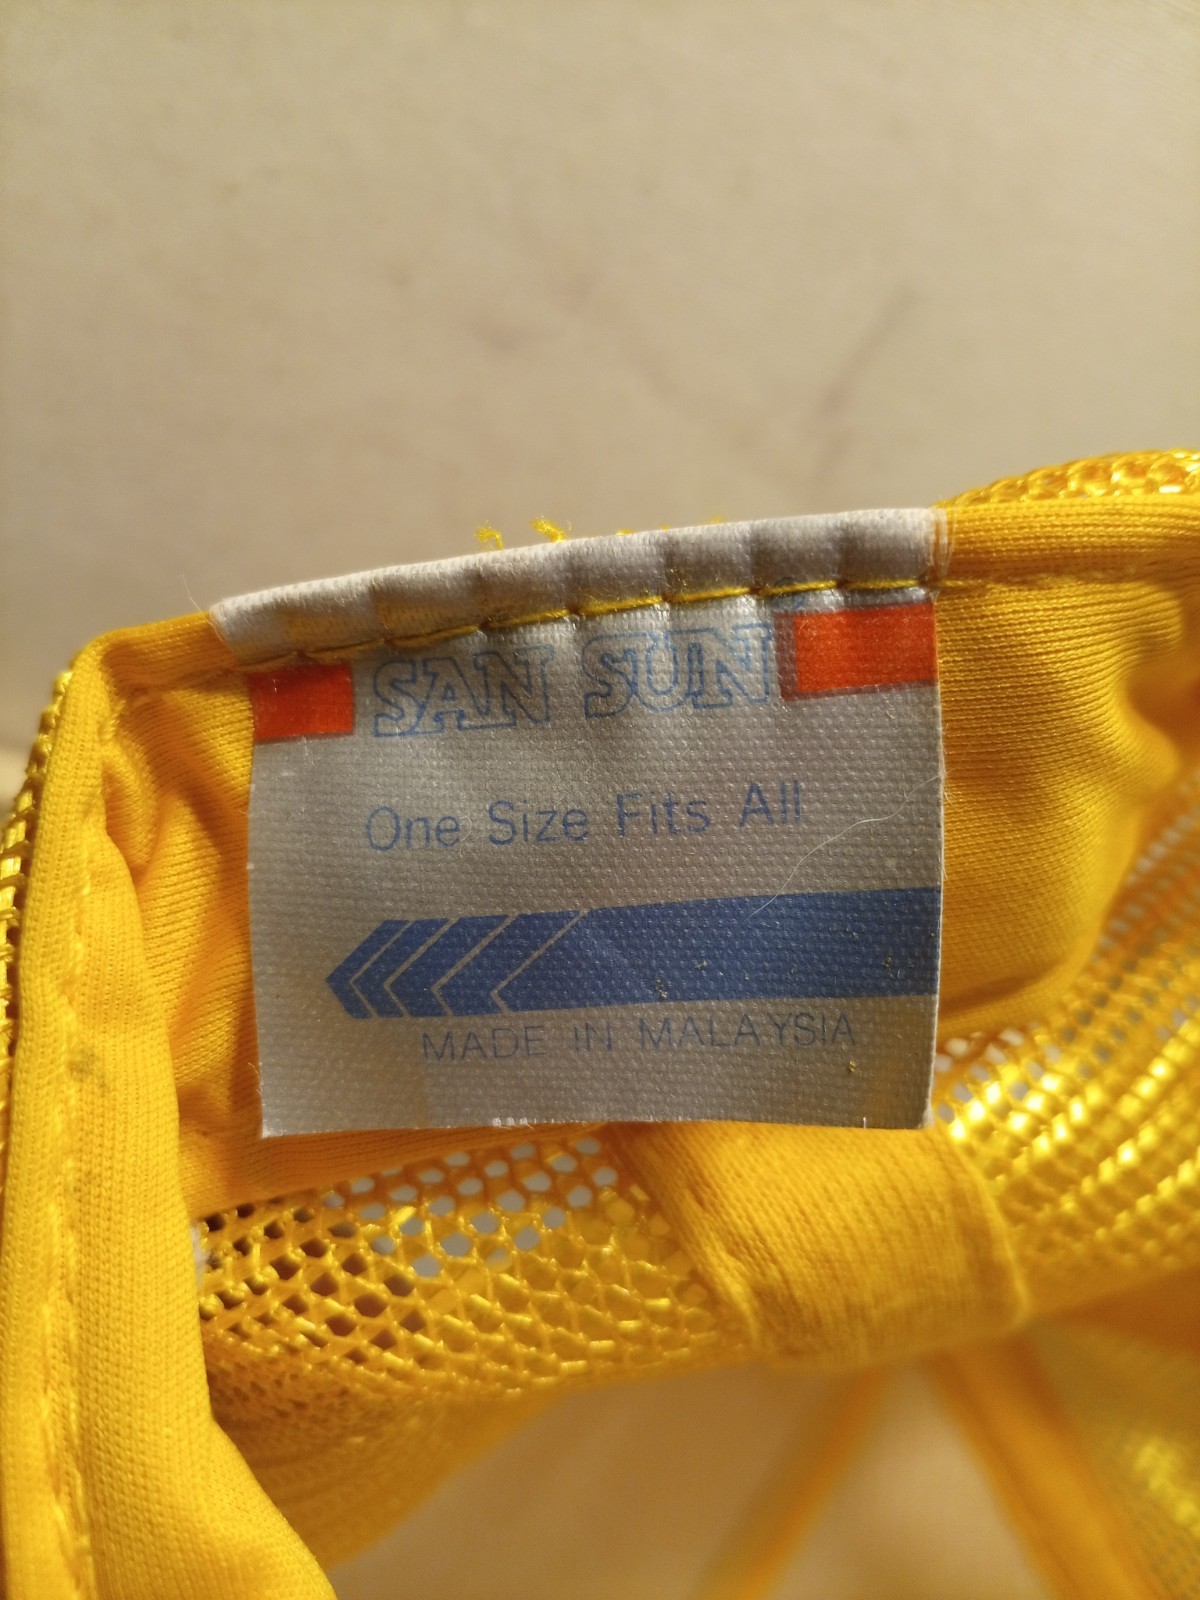 SAN SUN
One Size Fits All
MADE IN MALAYSIA